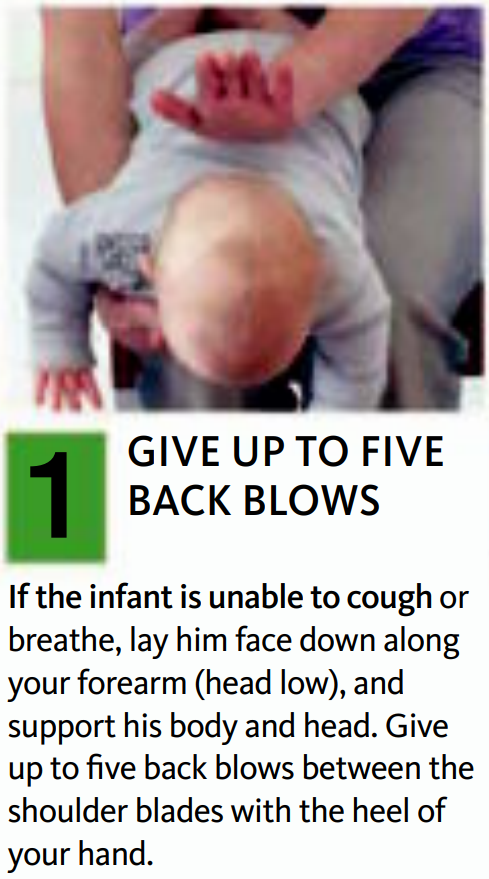 1
GIVE UP TO FIVE
BACK BLOWS
If the infant is unable to cough or
breathe, lay him face down along
your forearm (head low), and
support his body and head. Give
up to five back blows between the
shoulder blades with the heel of
your hand.